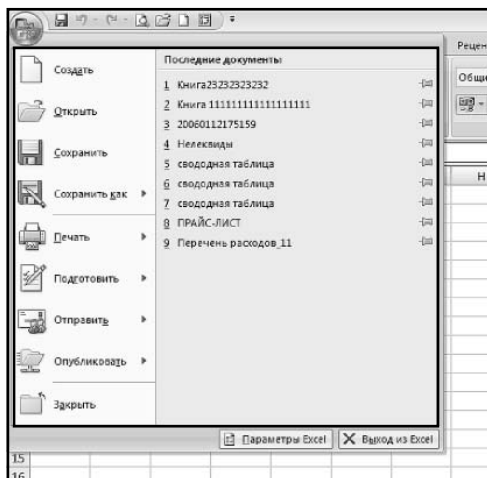 Рецен
Последние документы
Создать
Общи
1 Книга23232323232
Открыть
2 Книга 111111111111111111
3 20060112175159
Сохранить
4 Нелеквиды
5 свододная таблица
Н
Сохранить как
6 свододная таблица
7 свододная таблица
Печать
8 ПРАЙС-ЛИСТ
9 Перечень расходов_11
Подготовить
Отправить
Опубликовать
Закрыть
Параметры Excel
Выход из Excel
15
16